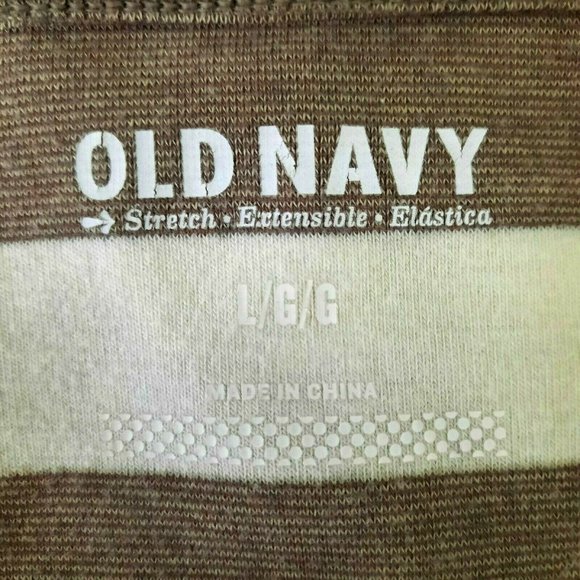 OLD NAVY
Stretch • Extensible • Elástica
L/G/G
MADE IN CHINA